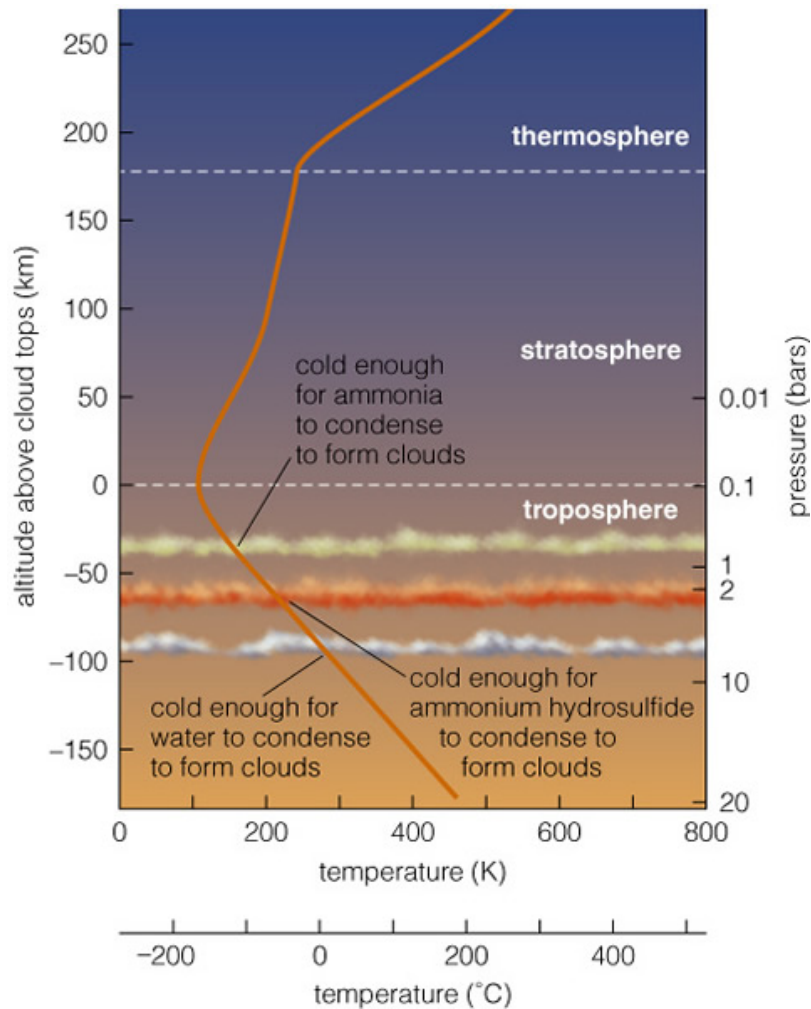 250
200
150
100
50
0
−50
−100
−150
altitude above cloud tops (km)
thermosphere
stratosphere
troposphere
cold enough
for ammonia
to condense
to form clouds
cold enough for
water to condense
to form clouds
cold enough for
ammonium hydrosulfide
to condense to
form clouds
0.01
0.1
1
2
10
20
pressure (bars)
0 200 400 600 800
temperature (K)
−200 0 200 400
temperature (°C)